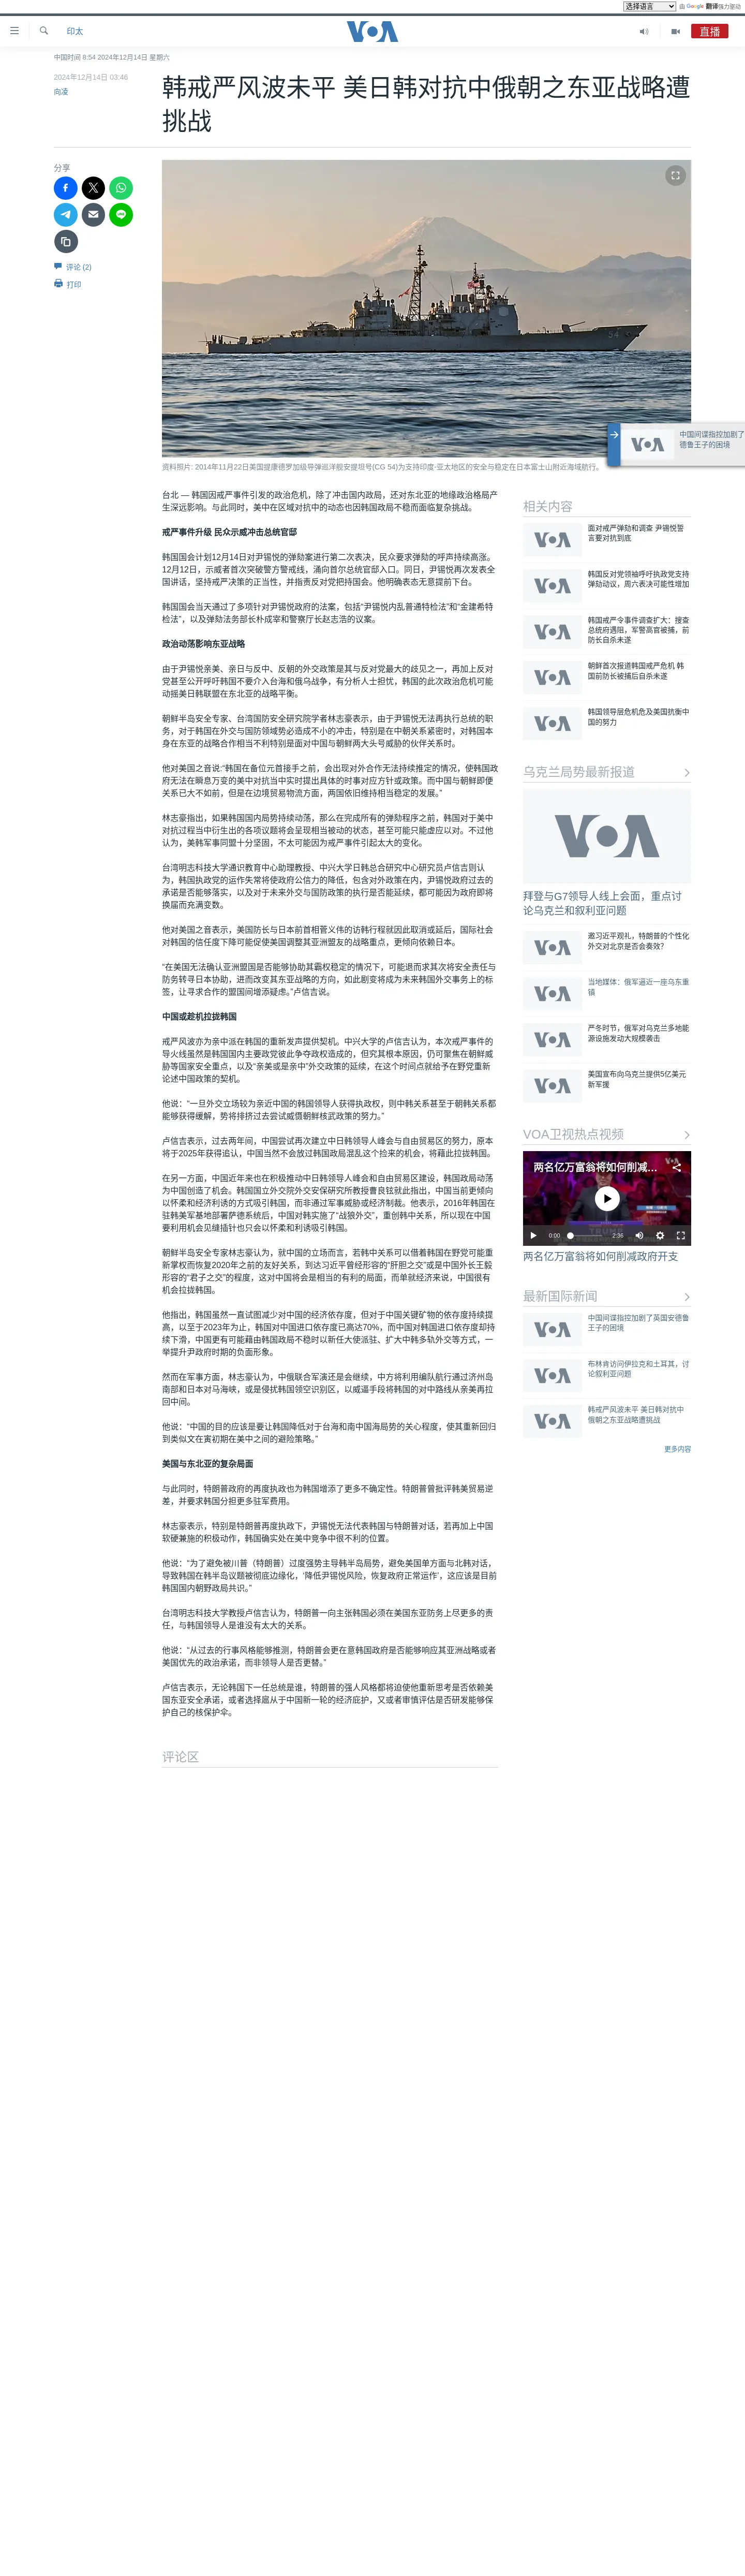 选择语言
由 Google 翻译强力驱动
印太
VOA
直播
中国时间 8:54 2024年12月14日 星期六
2024年12月14日 03:46
向凌
韩戒严风波未平 美日韩对抗中俄朝之东亚战略遭
挑战
分享
评论 (2)
打印
中国间谍指控加剧了
德鲁王子的困境
资料照片: 2014年11月22日美国提康德罗加级导弹巡洋舰安提坦号(CG 54)为支持印度-亚太地区的安全与稳定在日本富士山附近海域航行。
台北 — 韩国因戒严事件引发的政治危机，除了冲击国内政局，还对东北亚的地缘政治格局产
生深远影响。与此同时，美中在区域对抗中的动态也因韩国政局不稳而面临复杂挑战。
戒严事件升级 民众示威冲击总统官邸
韩国国会计划12月14日对尹锡悦的弹劾案进行第二次表决，民众要求弹劾的呼声持续高涨。
12月12日，示威者首次突破警方警戒线，涌向首尔总统官邸入口。同日，尹锡悦再次发表全
国讲话，坚持戒严决策的正当性，并指责反对党把持国会。他明确表态无意提前下台。
韩国国会当天通过了多项针对尹锡悦政府的法案，包括“尹锡悦内乱普通特检法”和“金建希特
检法”，以及弹劾法务部长朴成宰和警察厅长赵志浩的议案。
政治动荡影响东亚战略
由于尹锡悦亲美、亲日与反中、反朝的外交政策是其与反对党最大的歧见之一，再加上反对
党甚至公开呼吁韩国不要介入台海和俄乌战争，有分析人士担忧，韩国的此次政治危机可能
动摇美日韩联盟在东北亚的战略平衡。
朝鲜半岛安全专家、台湾国防安全研究院学者林志豪表示，由于尹锡悦无法再执行总统的职
务，对于韩国在外交与国防领域势必造成不小的冲击，特别是在中朝关系紧密时，对韩国本
身在东亚的战略合作相当不利特别是面对中国与朝鲜两大头号威胁的伙伴关系时。
他对美国之音说:“韩国在备位元首接手之前，会出现对外合作无法持续推定的情况，使韩国政
府无法在瞬息万变的美中对抗当中实时提出具体的时事对应方针或政策。而中国与朝鲜即便
关系已大不如前，但是在边境贸易物流方面，两国依旧维持相当稳定的发展。”
林志豪指出，如果韩国国内局势持续动荡，那么在完成所有的弹劾程序之前，韩国对于美中
对抗过程当中衍生出的各项议题将会呈现相当被动的状态，甚至可能只能虚应以对。不过他
认为，美韩军事同盟十分坚固，不太可能因为戒严事件引起太大的变化。
台湾明志科技大学通识教育中心助理教授、中兴大学日韩总合研究中心研究员卢信吉则认
为，韩国执政党的运作失常将使政府公信力的降低，包含对外政策在内，尹锡悦政府过去的
承诺是否能够落实，以及对于未来外交与国防政策的执行是否能延续，都可能因为政府即将
换届而充满变数。
他对美国之音表示，美国防长与日本前首相菅义伟的访韩行程就因此取消或延后，国际社会
对韩国的信任度下降可能促使美国调整其亚洲盟友的战略重点，更倾向依赖日本。
“在美国无法确认亚洲盟国是否能够协助其霸权稳定的情况下，可能退而求其次将安全责任与
防务转寻日本协助，进而改变其东亚战略的方向，如此剧变将成为未来韩国外交事务上的标
签，让寻求合作的盟国间增添疑虑。”卢信吉说。
中国或趁机拉拢韩国
戒严风波亦为亲中派在韩国的重新发声提供契机。中兴大学的卢信吉认为，本次戒严事件的
导火线虽然是韩国国内主要政党彼此争夺政权造成的，但究其根本原因，仍可聚焦在朝鲜威
胁等国家安全重点，以及“亲美或是亲中”外交政策的延续，在这个时间点就给予在野党重新
论述中国政策的契机。
他说：“一旦外交立场较为亲近中国的韩国领导人获得执政权，则中韩关系甚至于朝韩关系都
能够获得缓解，势将排挤过去尝试威慑朝鲜核武政策的努力。”
卢信吉表示，过去两年间，中国尝试再次建立中日韩领导人峰会与自由贸易区的努力，原本
将于2025年获得追认，中国当然不会放过韩国政局混乱这个捡来的机会，将藉此拉拢韩国。
在另一方面，中国近年来也在积极推动中日韩领导人峰会和自由贸易区建设，韩国政局动荡
为中国创造了机会。韩国国立外交院外交安保研究所教授曹良铉就此指出，中国当前更倾向
以怀柔和经济利诱的方式吸引韩国，而非通过军事威胁或经济制裁。他表示，2016年韩国在
驻韩美军基地部署萨德系统后，中国对韩实施了“战狼外交”，重创韩中关系，所以现在中国
要利用机会见缝插针也只会以怀柔和利诱吸引韩国。
朝鲜半岛安全专家林志豪认为，就中国的立场而言，若韩中关系可以借着韩国在野党可能重
新掌权而恢复2020年之前的友好关系，到达习近平曾经形容的“肝胆之交”或是中国外长王毅
形容的“君子之交”的程度，这对中国将会是相当的有利的局面，而单就经济来说，中国很有
机会拉拢韩国。
他指出，韩国虽然一直试图减少对中国的经济依存度，但对于中国关键矿物的依存度持续提
高，以至于2023年为止，韩国对中国进口依存度已高达70%，而中国对韩国进口依存度却持
续下滑，中国更有可能藉由韩国政局不稳时以新任大使派驻、扩大中韩多轨外交等方式，一
举提升尹政府时期的负面形象。
然而在军事方面，林志豪认为，中俄联合军演还是会继续，中方将利用编队航行通过济州岛
南部和日本对马海峡，或是侵扰韩国领空识别区，以威逼手段将韩国的对中路线从亲美再拉
回中间。
他说：“中国的目的应该是要让韩国降低对于台海和南中国海局势的关心程度，使其重新回归
到类似文在寅初期在美中之间的避险策略。”
美国与东北亚的复杂局面
与此同时，特朗普政府的再度执政也为韩国增添了更多不确定性。特朗普曾批评韩美贸易逆
差，并要求韩国分担更多驻军费用。
林志豪表示，特别是特朗普再度执政下，尹锡悦无法代表韩国与特朗普对话，若再加上中国
软硬兼施的积极动作，韩国确实处在美中竞争中很不利的位置。
他说：“为了避免被川普（特朗普）过度强势主导韩半岛局势，避免美国单方面与北韩对话，
导致韩国在韩半岛议题被彻底边缘化，‘降低尹锡悦风险，恢复政府正常运作’，这应该是目前
韩国国内朝野政局共识。”
台湾明志科技大学教授卢信吉认为，特朗普一向主张韩国必须在美国东亚防务上尽更多的责
任，与韩国领导人是谁没有太大的关系。
他说：“从过去的行事风格能够推测，特朗普会更在意韩国政府是否能够响应其亚洲战略或者
美国优先的政治承诺，而非领导人是否更替。”
卢信吉表示，无论韩国下一任总统是谁，特朗普的强人风格都将迫使他重新思考是否依赖美
国东亚安全承诺，或者选择屈从于中国新一轮的经济庇护，又或者审慎评估是否研发能够保
护自己的核保护伞。
评论区
相关内容
面对戒严弹劾和调查 尹锡悦誓
言要对抗到底
韩国反对党领袖呼吁执政党支持
弹劾动议，周六表决可能性增加
韩国戒严令事件调查扩大：搜查
总统府遇阻，军警高官被捕，前
防长自杀未遂
朝鲜首次报道韩国戒严危机 韩
国前防长被捕后自杀未遂
韩国领导层危机危及美国抗衡中
国的努力
乌克兰局势最新报道
拜登与G7领导人线上会面，重点讨
论乌克兰和叙利亚问题
邀习近平观礼，特朗普的个性化
外交对北京是否会奏效?
当地媒体：俄军逼近一座乌东重
镇
严冬时节，俄军对乌克兰多地能
源设施发动大规模袭击
美国宣布向乌克兰提供5亿美元
新军援
VOA卫视热点视频
两名亿万富翁将如何削减…
0:00
2:36
两名亿万富翁将如何削减政府开支
最新国际新闻
中国间谍指控加剧了英国安德鲁
王子的困境
布林肯访问伊拉克和土耳其，讨
论叙利亚问题
韩戒严风波未平 美日韩对抗中
俄朝之东亚战略遭挑战
更多内容